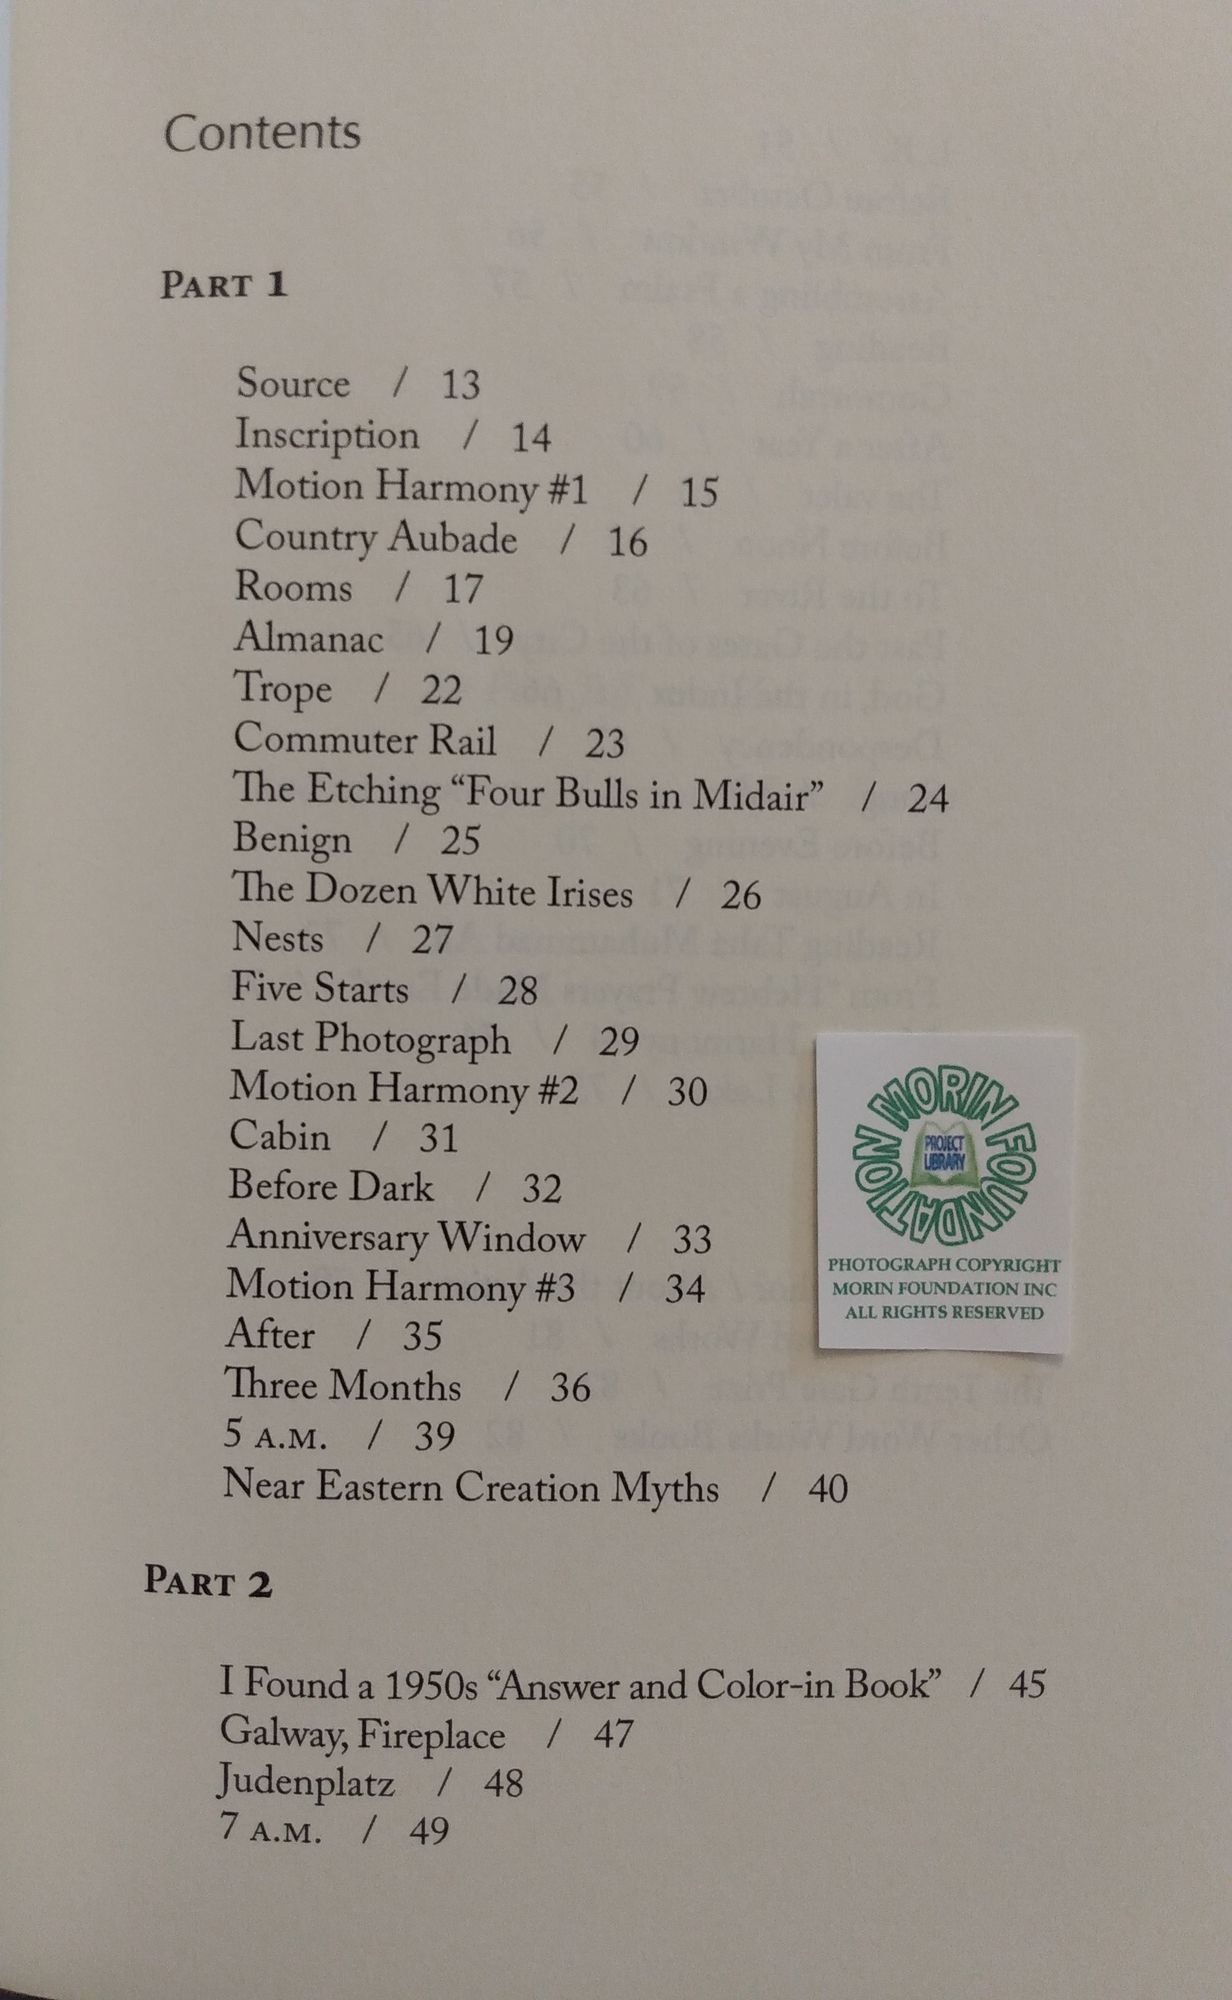 Contents
PART 1
Source / 13
Inscription / 14
Motion Harmony #1 / 15
Country Aubade / 16
Rooms / 17
Almanac / 19
Trope / 22
Commuter Rail / 23
The Etching “Four Bulls in Midair” / 24
Benign / 25
The Dozen White Irises / 26
Nests / 27
Five Starts / 28
Last Photograph / 29
Motion Harmony #2 / 30
Cabin / 31
Before Dark / 32
Anniversary Window / 33
Motion Harmony #3 / 34
After / 35
Three Months / 36
5 A.M. / 39
Near Eastern Creation Myths / 40
PART 2
I Found a 1950s “Answer and Color-in Book” / 45
Galway, Fireplace / 47
Judenplatz / 48
7 A.M. / 49
MORIN FOUNDATION
PROJECT
LIBRARY
PHOTOGRAPH COPYRIGHT
MORIN FOUNDATION INC
ALL RIGHTS RESERVED